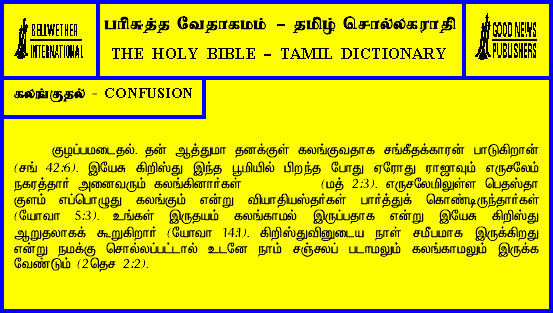 BELLWETHER
INTERNATIONAL
பரிசுத்த வேதாகமம் – தமிழ் சொல்லகராதி
THE HOLY BIBLE – TAMIL DICTIONARY
GOOD NEWS
PUBLISHERS
கலங்குதல் - CONFUSION
குழப்பமடைதல். தன் ஆத்துமா தனக்குள் கலங்குவதாக சங்கீதக்காரன் பாடுகிறான்
(சங் 42:6). இயேசு கிறிஸ்து இந்த பூமியில் பிறந்த போது ஏரோது ராஜாவும் எருசலேம்
நகரத்தார் அனைவரும் கலங்கினார்கள் (மத் 2:3). எருசலேமிலுள்ள பெதஸ்தா
குளம் எப்பொழுது கலங்கும் என்று வியாதியஸ்தர்கள் பார்த்துக் கொண்டிருந்தார்கள்
(யோவா 5:3). உங்கள் இருதயம் கலங்காமல் இருப்பதாக என்று இயேசு கிறிஸ்து
ஆறுதலாகக் கூறுகிறார் (யோவா 14:1). கிறிஸ்துவினுடைய நாள் சமீபமாக இருக்கிறது
என்று நமக்கு சொல்லப்பட்டால் உடனே நாம் சஞ்சலப் படாமலும் கலங்காமலும் இருக்க
வேண்டும் (2தெச 2:2).